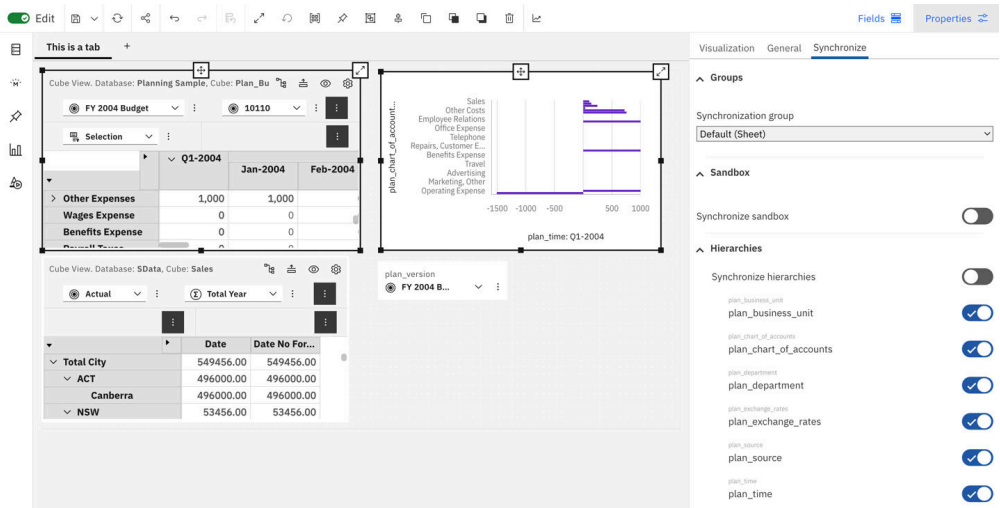 Edit
Fields
Properties
This is a tab
+
Cube View. Database: Planning Sample, Cube: Plan_Bu
FY 2004 Budget
10110
Selection
Q1-2004
Jan-2004
Feb-2004
Other Expenses 1,000 1,000
Wages Expense 0 0
Benefits Expense 0 0
Payroll Taxes
plan_chart_of_account...
Sales
Other Costs
Employee Relations
Office Expense
Telephone
Repairs, Customer E...
Benefits Expense
Travel
Advertising
Marketing, Other
Operating Expense
-1500 -1000 -500 500 1000
plan_time: Q1-2004
Cube View. Database: SData, Cube: Sales
Actual
Total Year
Date Date No For...
Total City 549456.00 549456.00
ACT 496000.00 496000.00
Canberra 496000.00 496000.00
NSW 53456.00 53456.00
plan_version
FY 2004 B...
Visualization General Synchronize
Groups
Synchronization group
Default (Sheet)
Sandbox
Synchronize sandbox
Hierarchies
Synchronize hierarchies
plan_business_unit
plan_business_unit
plan_chart_of_accounts
plan_chart_of_accounts
plan_department
plan_department
plan_exchange_rates
plan_exchange_rates
plan_source
plan_source
plan_time
plan_time